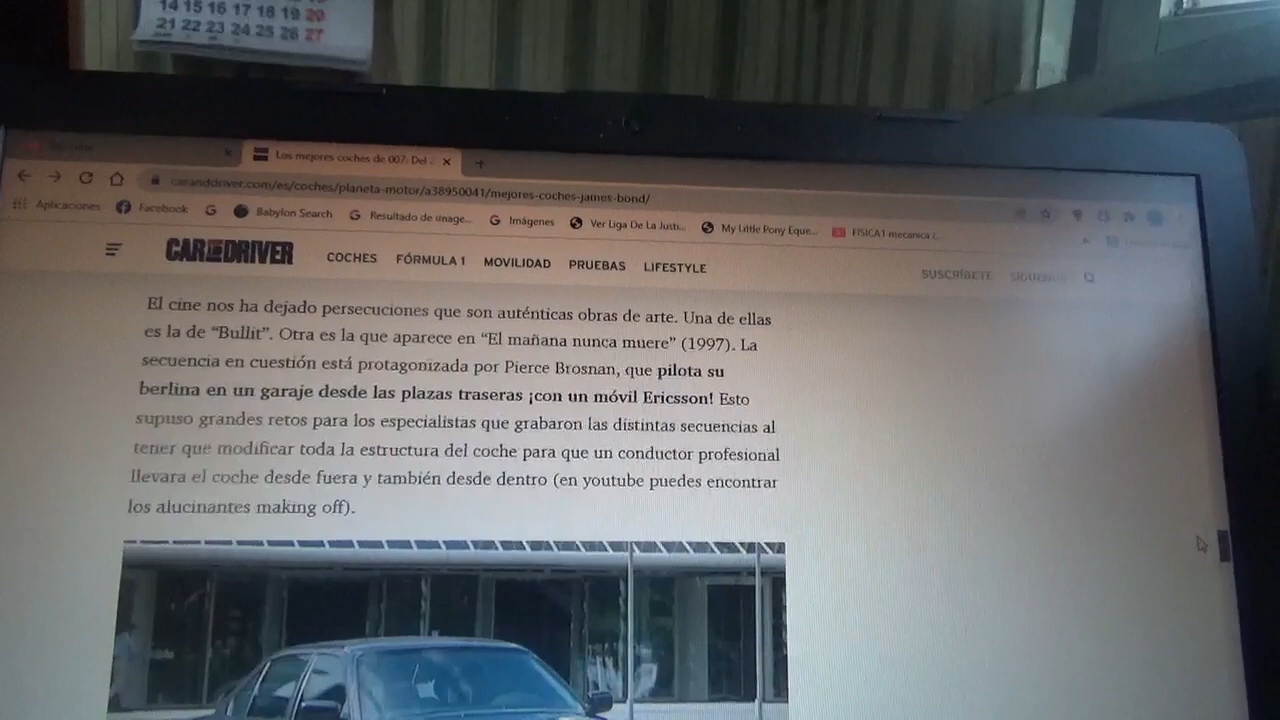 14 15 16 17 18 19 20
21 22 23 24 25 26 27
Los mejores coches de 007: Del
caranddriver.com/es/coches/planeta-motor/a38950041/mejores-coches-james-bond/
Aplicaciones Facebook Babylon Search Resultado de image... Imágenes Ver Liga De La Justi... My Little Pony Eque... FISICA1 mecanica
CAR AND DRIVER COCHES FÓRMULA 1 MOVILIDAD PRUEBAS LIFESTYLE SUSCRÍBETE
El cine nos ha dejado persecuciones que son auténticas obras de arte. Una de ellas
es la de “Bullit”. Otra es la que aparece en “El mañana nunca muere” (1997). La
secuencia en cuestión está protagonizada por Pierce Brosnan, que pilota su
berlina en un garaje desde las plazas traseras ¡con un móvil Ericsson! Esto
supuso grandes retos para los especialistas que grabaron las distintas secuencias al
tener que modificar toda la estructura del coche para que un conductor profesional
llevara el coche desde fuera y también desde dentro (en youtube puedes encontrar
los alucinantes making off).